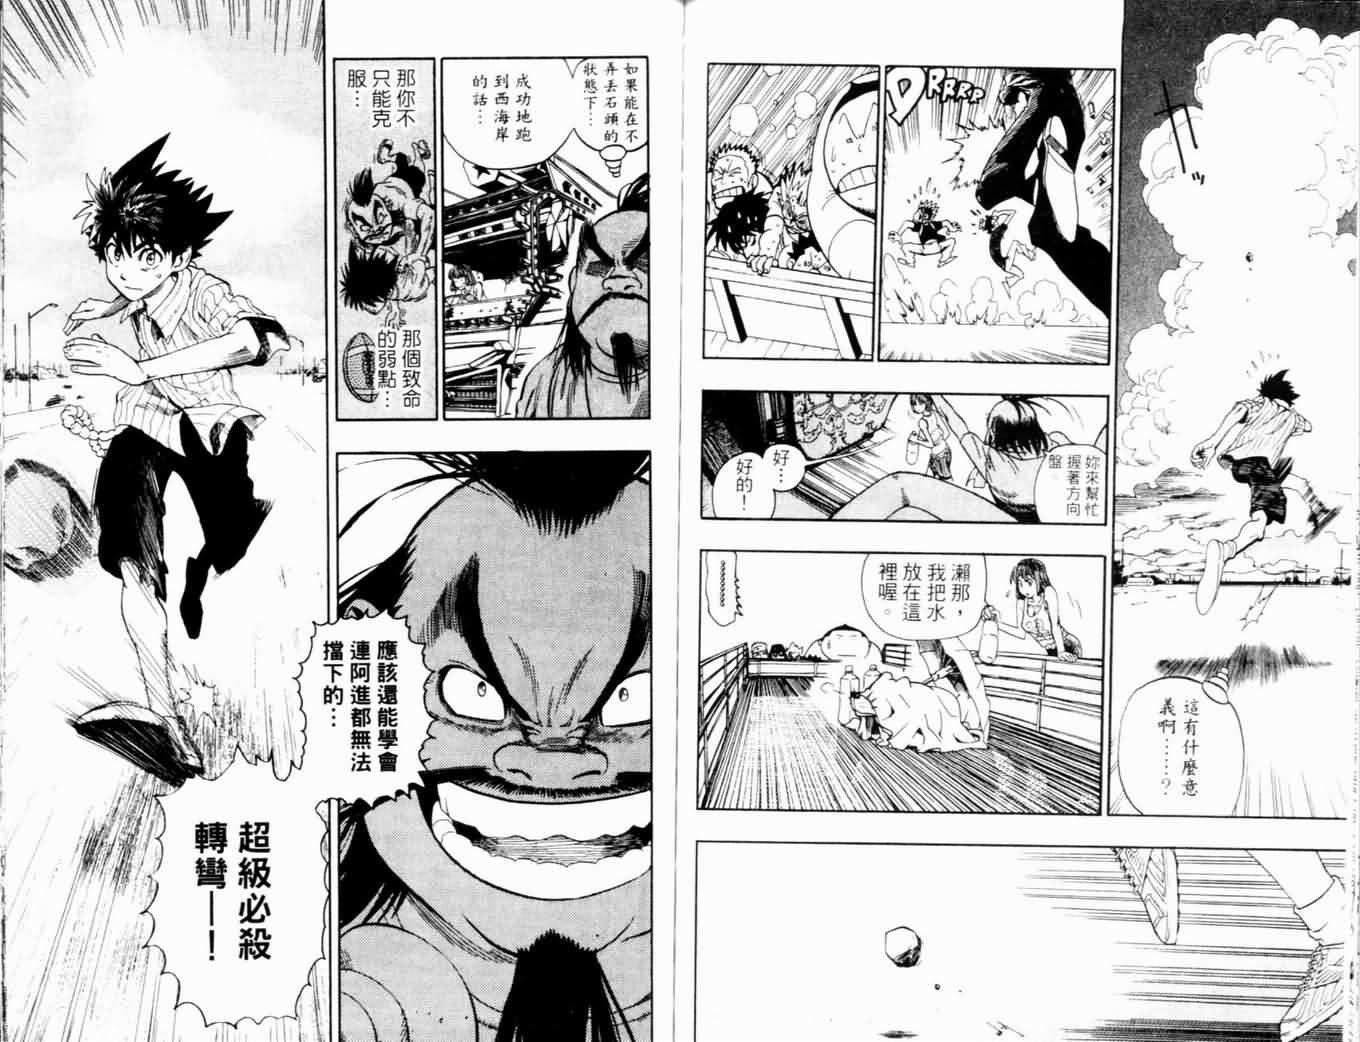 カッ
這有什麼意
義啊……？
DRRRRR
妳來幫忙
握著方向
盤
好…
好的！
瀨那，
我把水
放在這
裡喔。
…………
如果能在不
弄丟石頭的
狀態下…
成功地跑
到西海岸
的話…
那你不
只能克
服…
那個致命
的弱點…
應該還能學會
連阿進都無法
擋下的…
超級必殺
轉彎—！